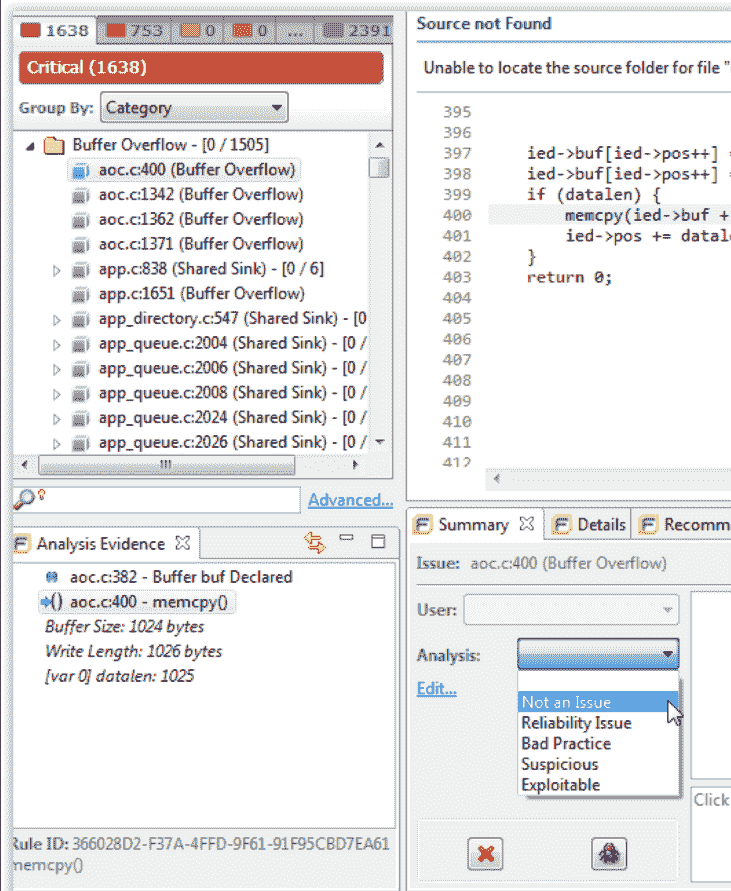 1638 753 0 0 ... 2391
Critical (1638)
Group By: Category
Buffer Overflow - [0 / 1505]
aoc.c:400 (Buffer Overflow)
aoc.c:1342 (Buffer Overflow)
aoc.c:1362 (Buffer Overflow)
aoc.c:1371 (Buffer Overflow)
app.c:838 (Shared Sink) - [0 / 6]
app.c:1651 (Buffer Overflow)
app_directory.c:547 (Shared Sink) - [0
app_queue.c:2004 (Shared Sink) - [0 /
app_queue.c:2006 (Shared Sink) - [0 /
app_queue.c:2008 (Shared Sink) - [0 /
app_queue.c:2024 (Shared Sink) - [0 /
app_queue.c:2026 (Shared Sink) - [0 /
Advanced...
Analysis Evidence
aoc.c:382 - Buffer buf Declared
aoc.c:400 - memcpy()
Buffer Size: 1024 bytes
Write Length: 1026 bytes
[var 0] datalen: 1025
Rule ID: 366028D2-F37A-4FFD-9F61-91F95CBD7EA61
memcpy()
Source not Found
Unable to locate the source folder for file "
395
396
397 ied->buf[ied->pos++] =
398 ied->buf[ied->pos++] =
399 if (datalen) {
400 memcpy(ied->buf +
401 ied->pos += datale
402 }
403 return 0;
404
405
406
407
408
409
410
411
412
Summary Details Recomm
Issue: aoc.c:400 (Buffer Overflow)
User:
Analysis:
Edit...
Not an Issue
Reliability Issue
Bad Practice
Suspicious
Exploitable
Click